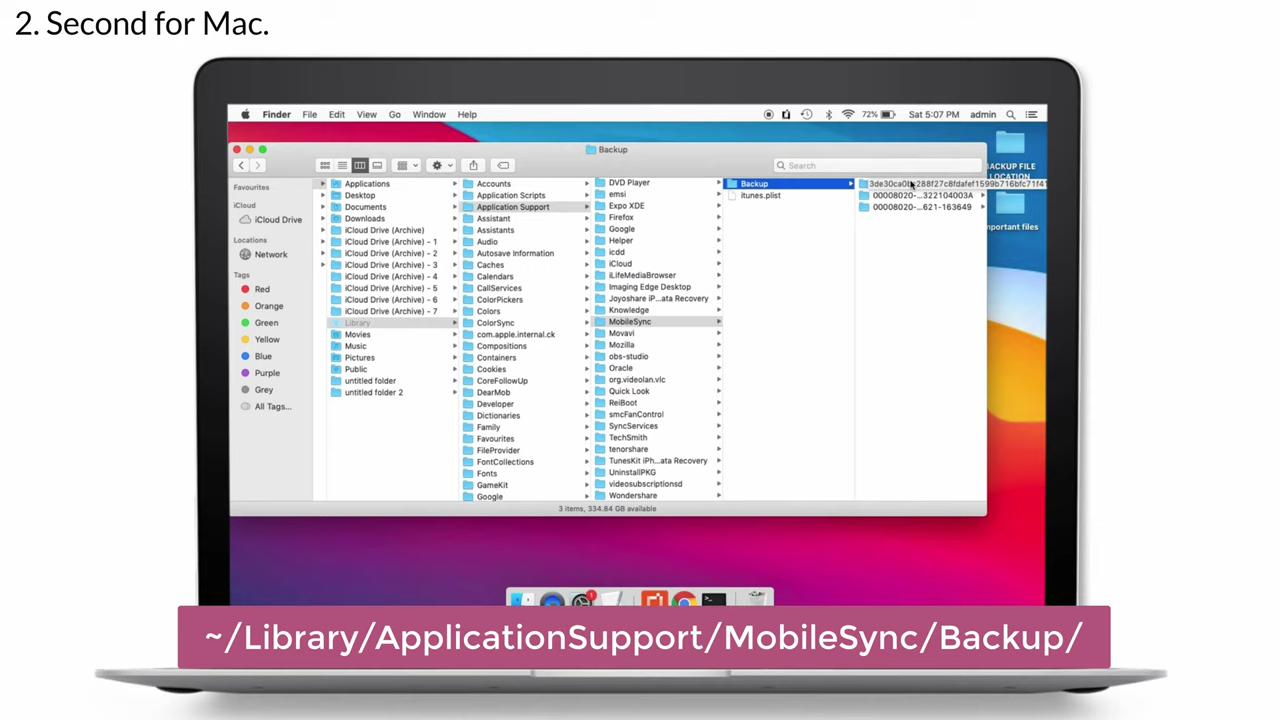 2. Second for Mac.
Finder File Edit View Go Window Help
72% Sat 5:07 PM admin
Backup
Search
BACKUP FILE
LOCATION
mportant files
Favourites
iCloud
iCloud Drive
Locations
Network
Tags
Red
Orange
Green
Yellow
Blue
Purple
Grey
All Tags...
Applications
Desktop
Documents
Downloads
iCloud Drive (Archive)
iCloud Drive (Archive) - 1
iCloud Drive (Archive) - 2
iCloud Drive (Archive) - 3
iCloud Drive (Archive) - 4
iCloud Drive (Archive) - 5
iCloud Drive (Archive) - 6
iCloud Drive (Archive) - 7
Library
Movies
Music
Pictures
Public
untitled folder
untitled folder 2
Accounts
Application Scripts
Application Support
Assistant
Assistants
Audio
Autosave Information
Caches
Calendars
CallServices
ColorPickers
Colors
ColorSync
com.apple.internal.ck
Compositions
Containers
Cookies
CoreFollowUp
DearMob
Developer
Dictionaries
Family
Favourites
FileProvider
FontCollections
Fonts
GameKit
Google
DVD Player
emsi
Expo XDE
Firefox
Google
Helper
icdd
iCloud
iLifeMediaBrowser
Imaging Edge Desktop
Joyoshare iP...ata Recovery
Knowledge
MobileSync
Movavi
Mozilla
obs-studio
Oracle
org.videolan.vlc
Quick Look
ReiBoot
smcFanControl
SyncServices
TechSmith
tenorshare
TunesKit iPh...ata Recovery
UninstallPKG
videosubscriptionsd
Wondershare
Backup
itunes.plist
00008020-...322104003A
00008020-...621-163649
3 items, 334.84 GB available
~/Library/ApplicationSupport/MobileSync/Backup/